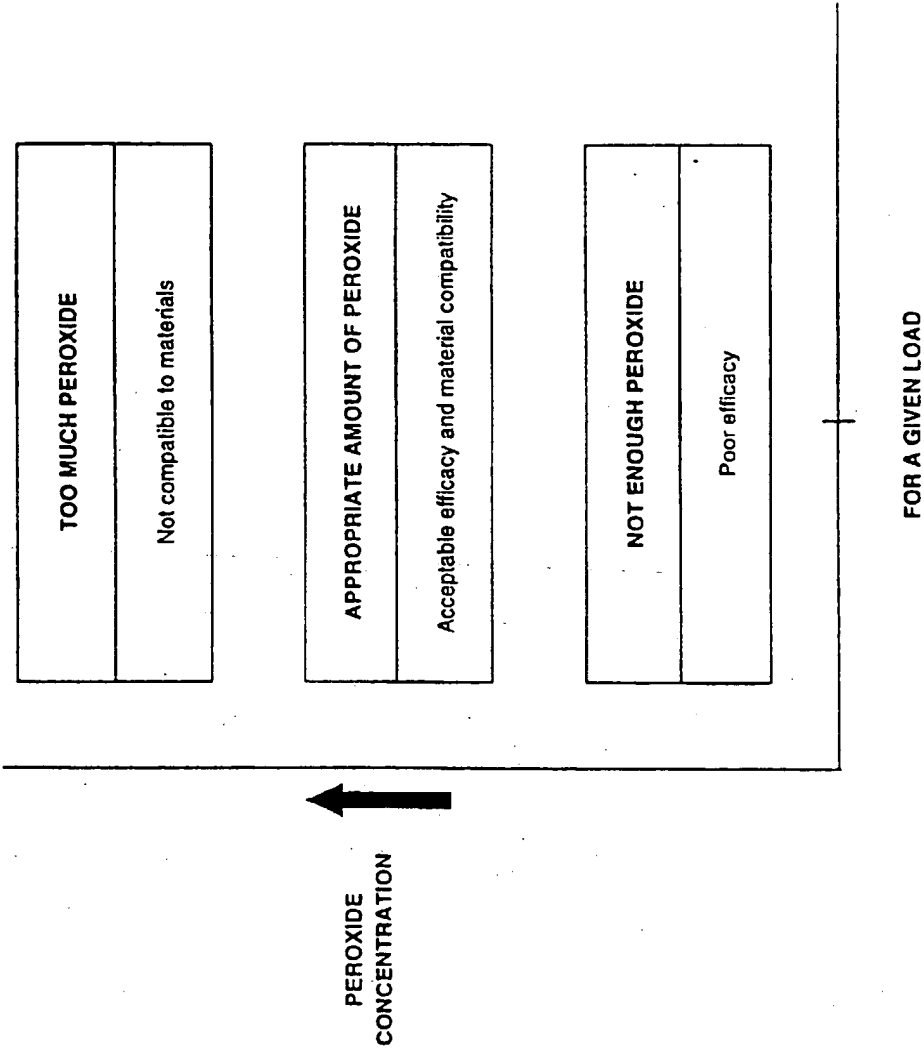 TOO MUCH PEROXIDE
Not compatible to materials
APPROPRIATE AMOUNT OF PEROXIDE
Acceptable efficacy and material compatibility
NOT ENOUGH PEROXIDE
Poor efficacy
PEROXIDE
CONCENTRATION
FOR A GIVEN LOAD